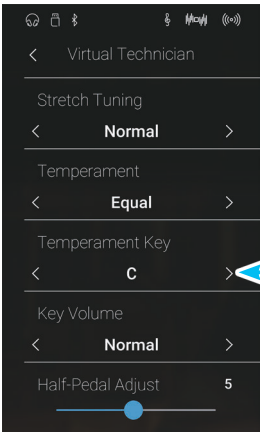 Virtual Technician
Stretch Tuning
Normal
Temperament
Equal
Temperament Key
C
Key Volume
Normal
Half-Pedal Adjust 5